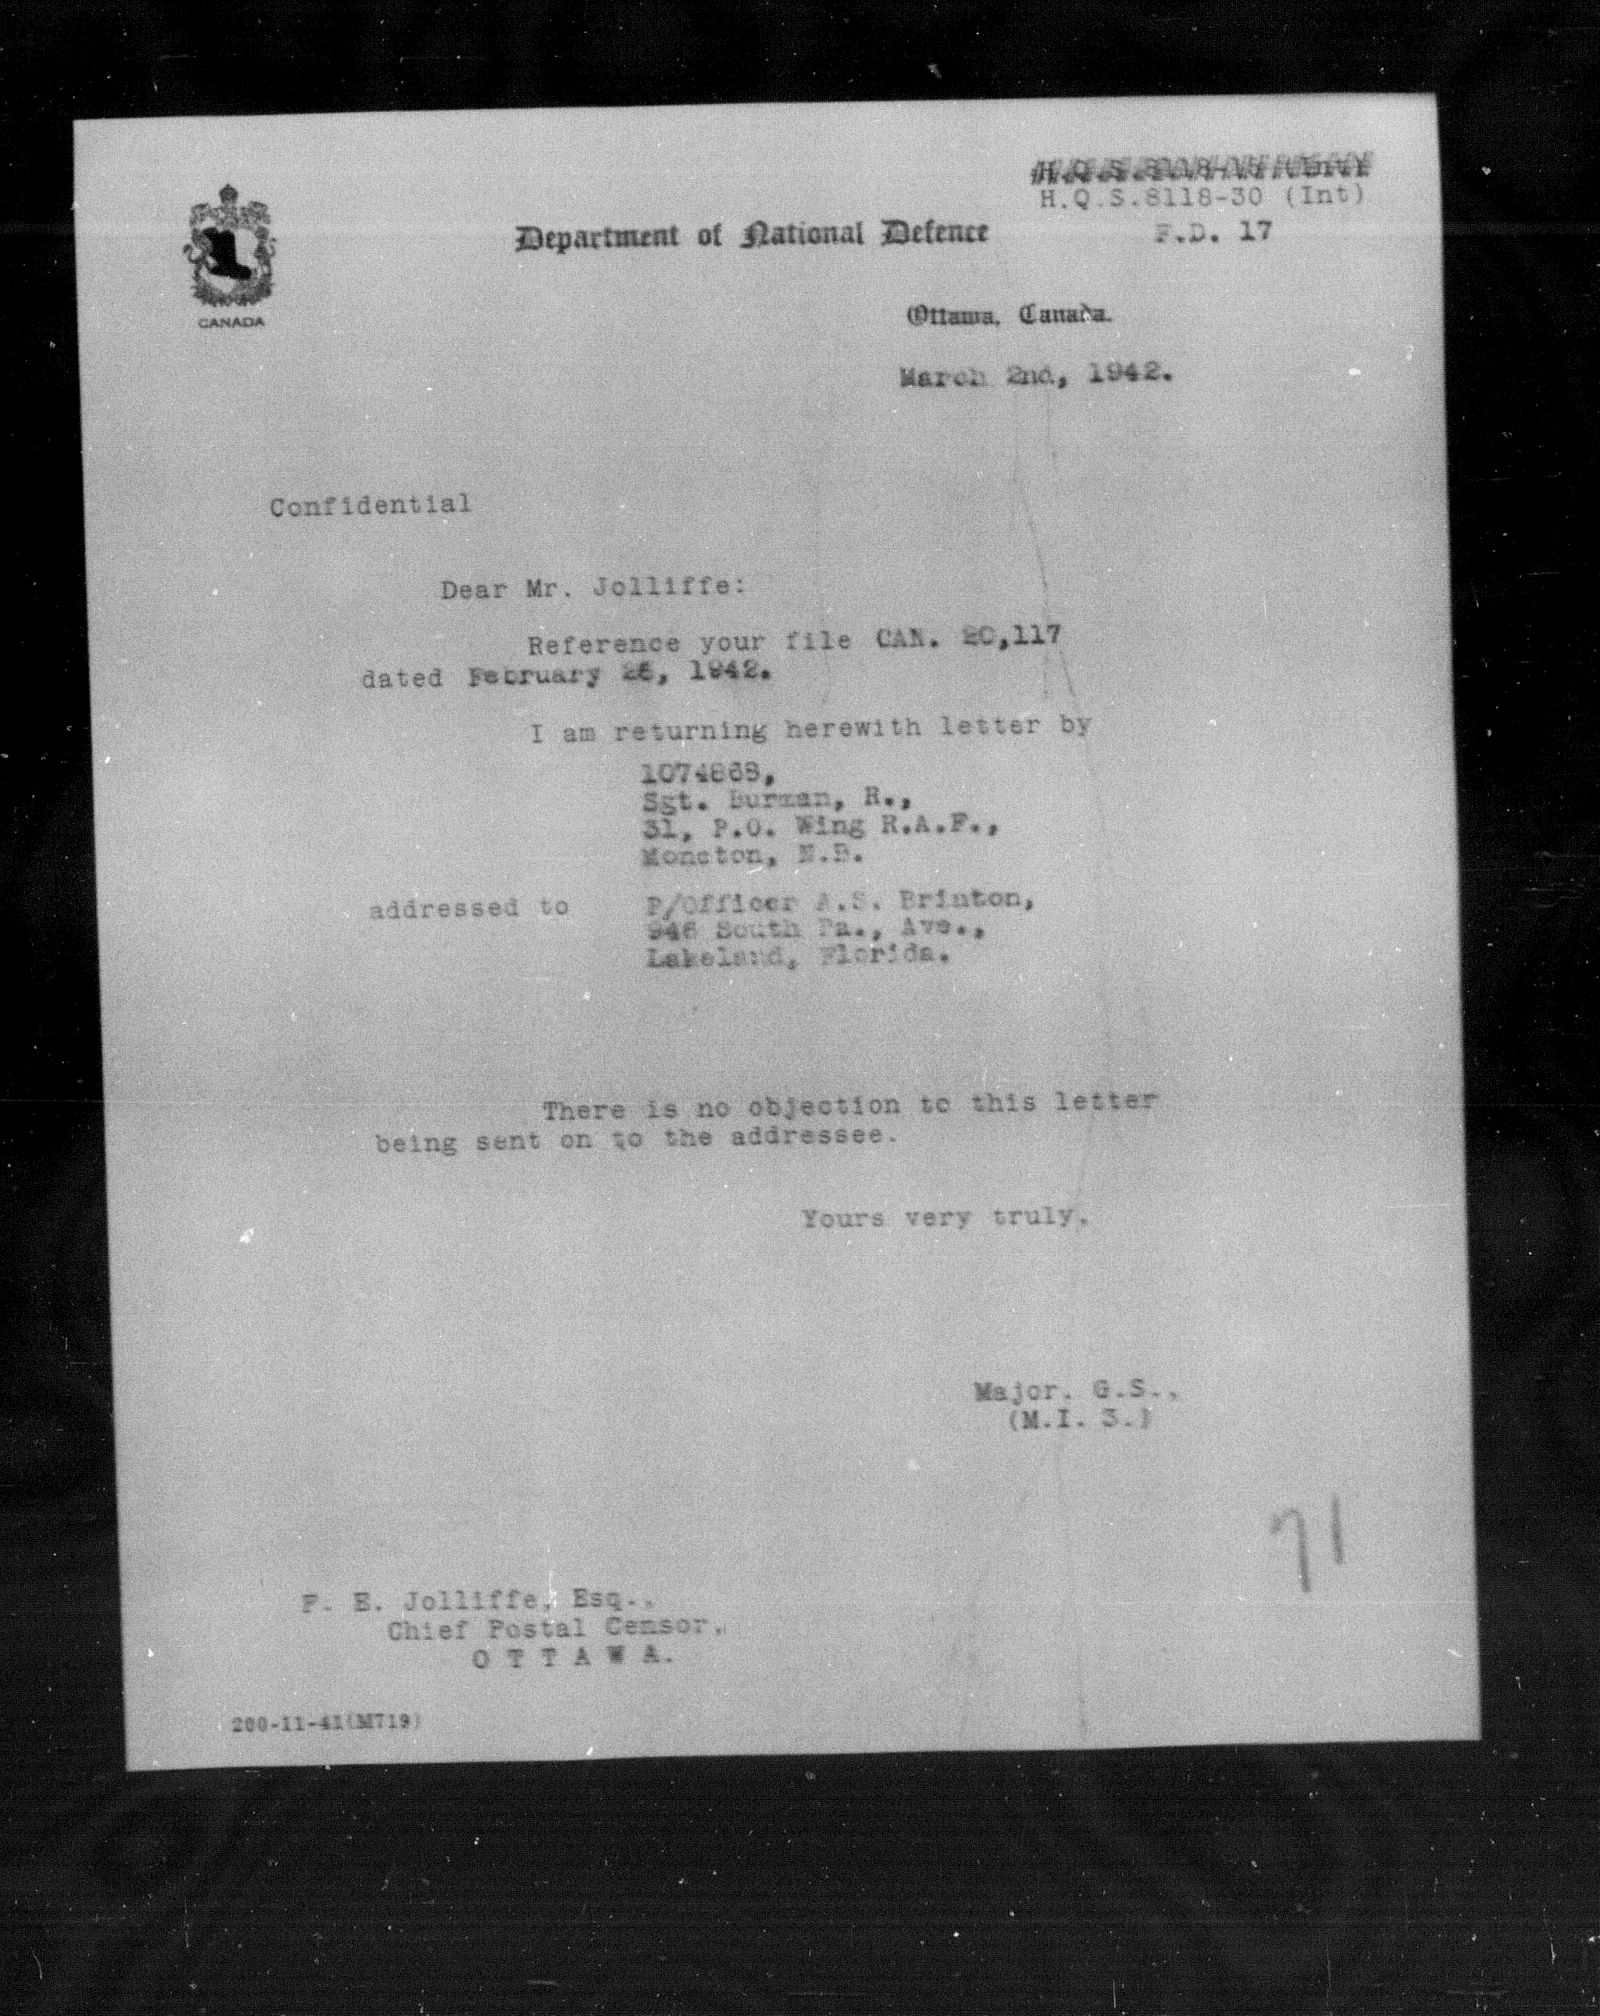 H.Q.S.8118-30 (Int)
Department of National Defence
F.D. 17
CANADA
Ottawa, Canada.
March 2nd, 1942.
Confidential
Dear Mr. Jolliffe:
Reference your file CAN. 20,117
dated February 26, 1942.
I am returning herewith letter by
1074868,
Sgt. Burman, R.,
31, P.O. Wing R.A.F.,
Moncton, N.B.
addressed to P/Officer A.S. Brinton,
946 South Pa., Ave.,
Lakeland, Florida.
There is no objection to this letter
being sent on to the addressee.
Yours very truly,
Major, G.S.,
(M.I. 3.)
71
F. E. Jolliffe, Esq.,
Chief Postal Censor,
O T T A W A.
200-11-41(M719)